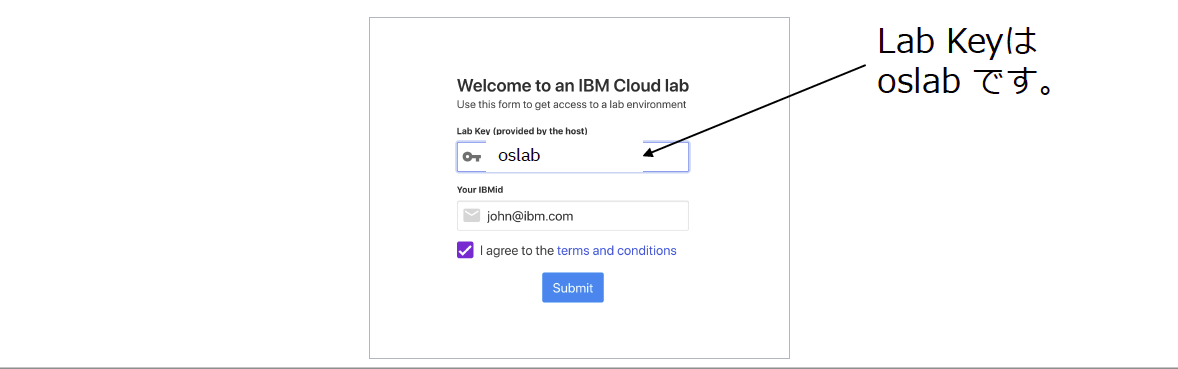 Lab Keyは
oslab です。
Welcome to an IBM Cloud lab
Use this form to get access to a lab environment
Lab Key (provided by the host)
oslab
Your IBMid
john@ibm.com
I agree to the terms and conditions
Submit